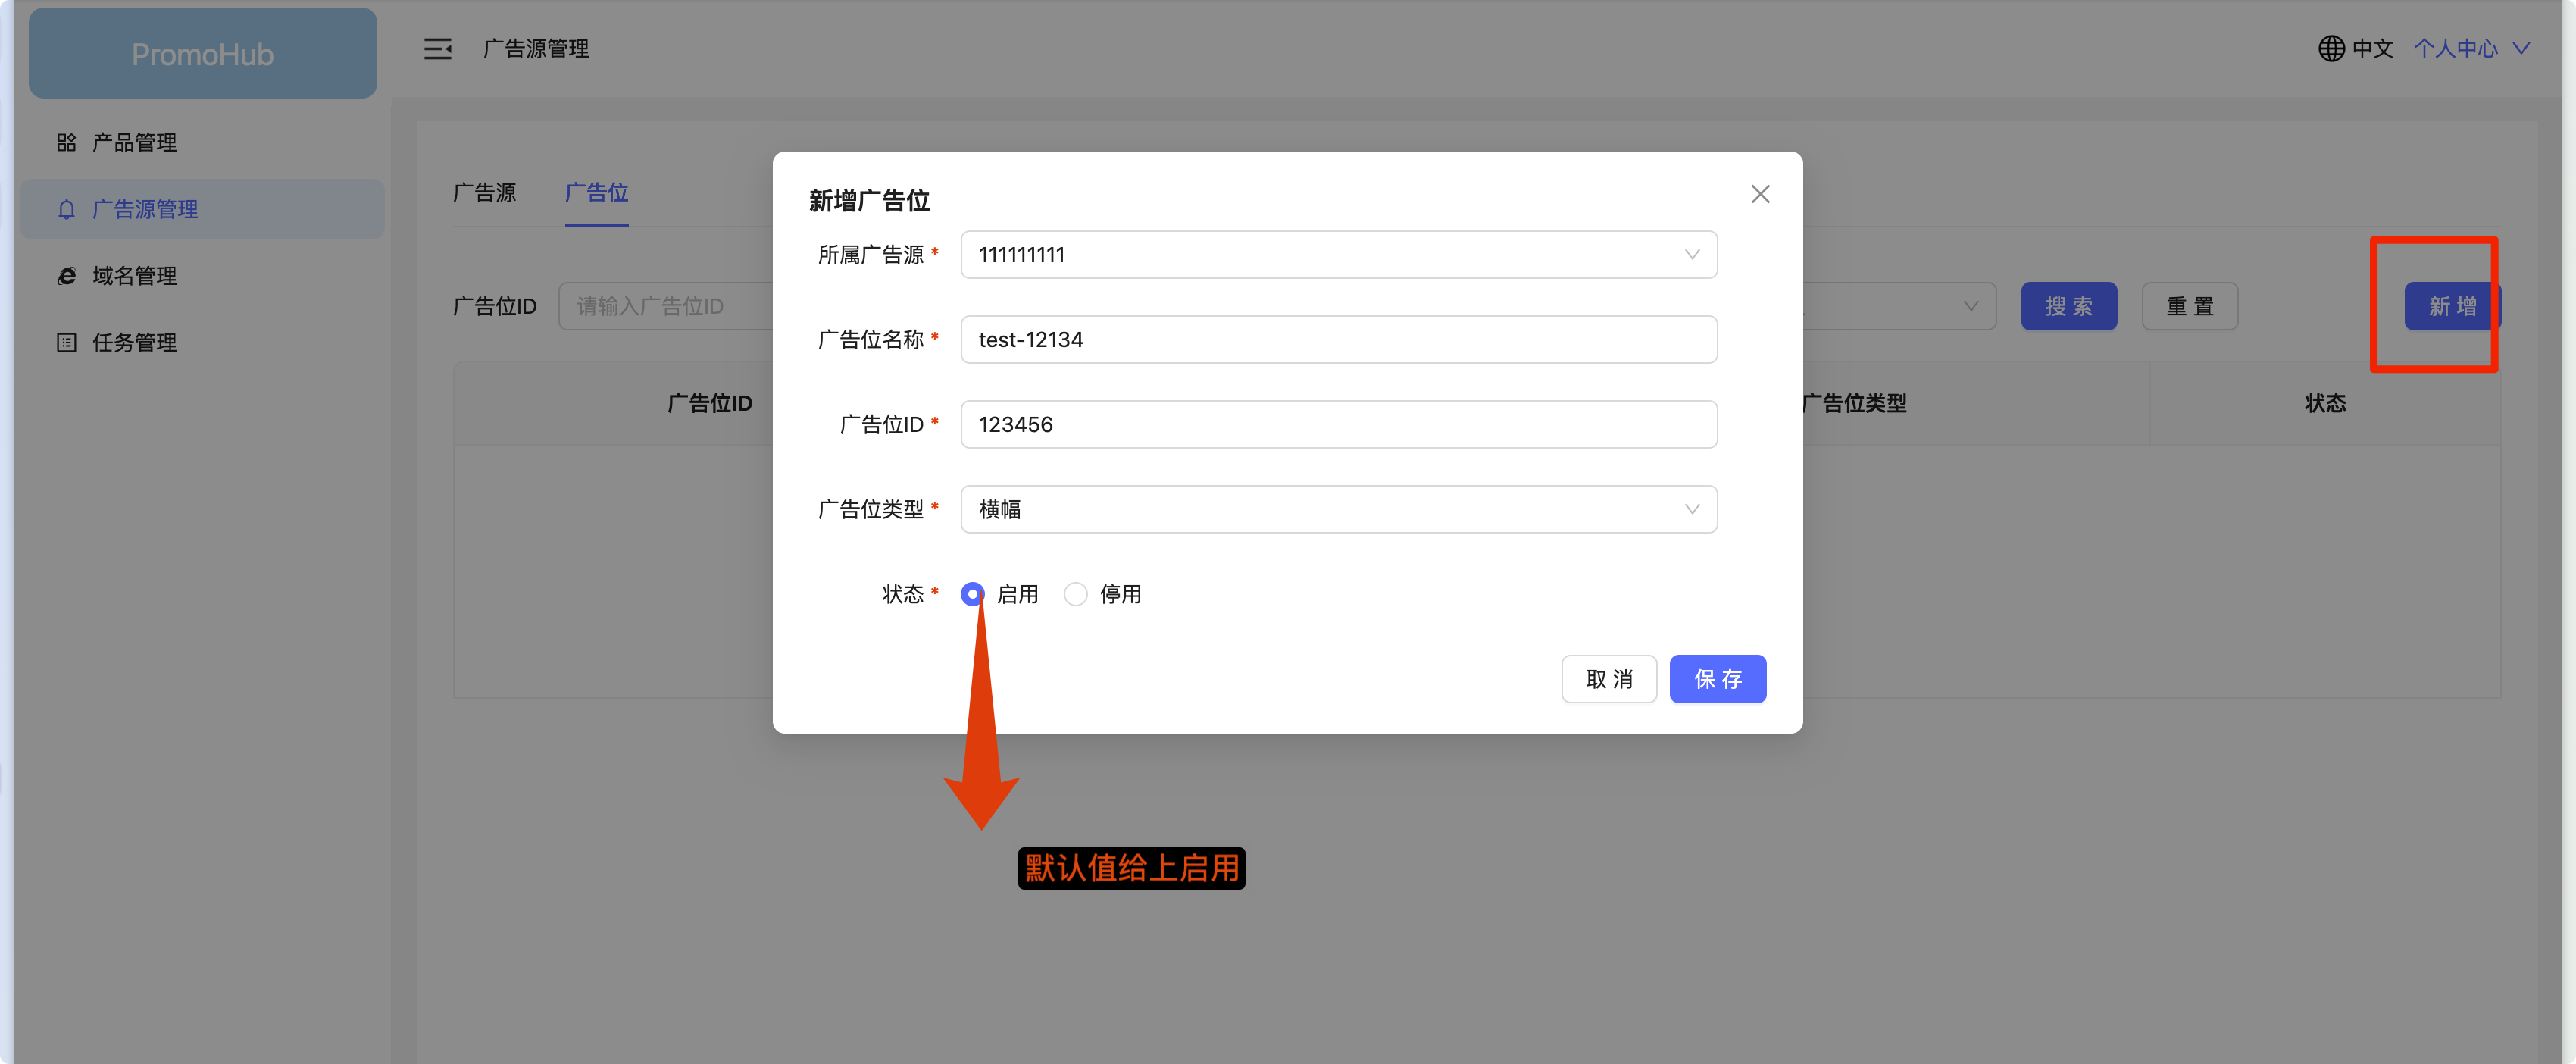 PromoHub
广告源管理
中文 个人中心
产品管理
广告源管理
域名管理
任务管理
广告源 广告位
广告位ID 请输入广告位ID
搜索 重置 新增
广告位ID 广告位类型 状态
新增广告位
所属广告源 * 111111111
广告位名称 * test-12134
广告位ID * 123456
广告位类型 * 横幅
状态 * 启用 停用
取消 保存
默认值给上启用